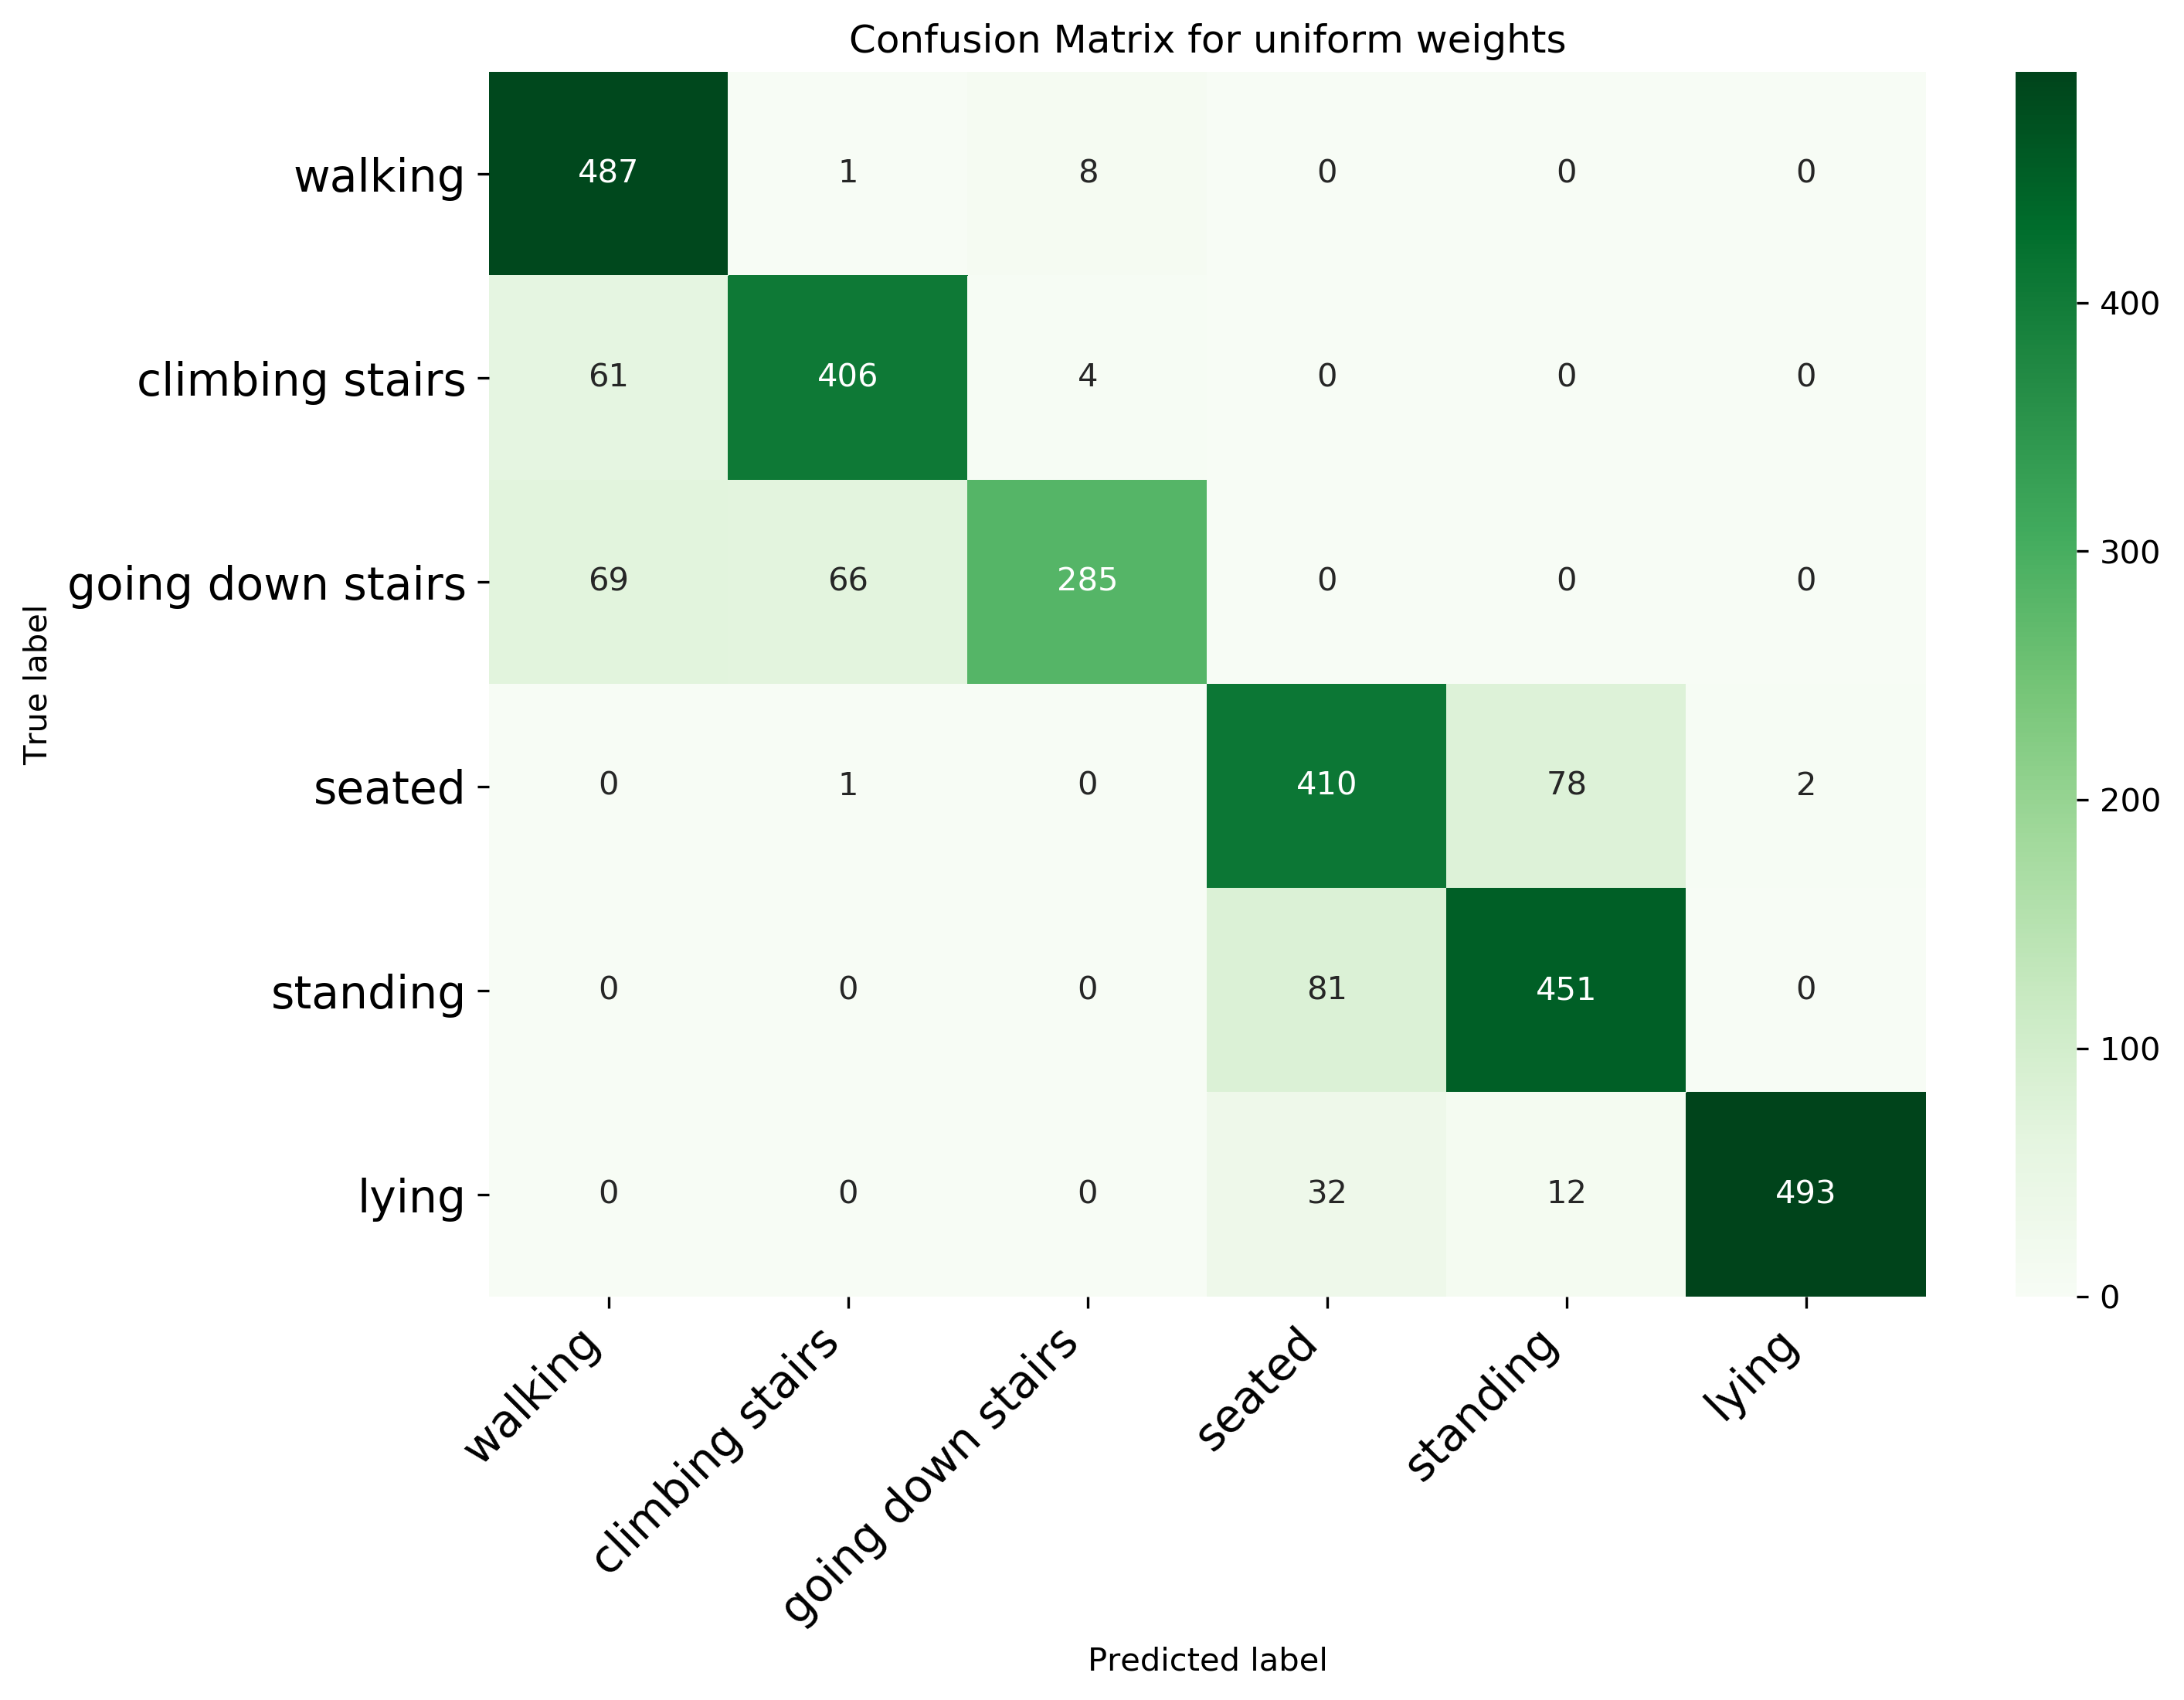 Confusion Matrix for uniform weights
True label
walking 487 1 8 0 0 0
climbing stairs 61 406 4 0 0 0
going down stairs 69 66 285 0 0 0
seated 0 1 0 410 78 2
standing 0 0 0 81 451 0
lying 0 0 0 32 12 493
walking
climbing stairs
going down stairs
seated
standing
lying
Predicted label
400
300
200
100
0